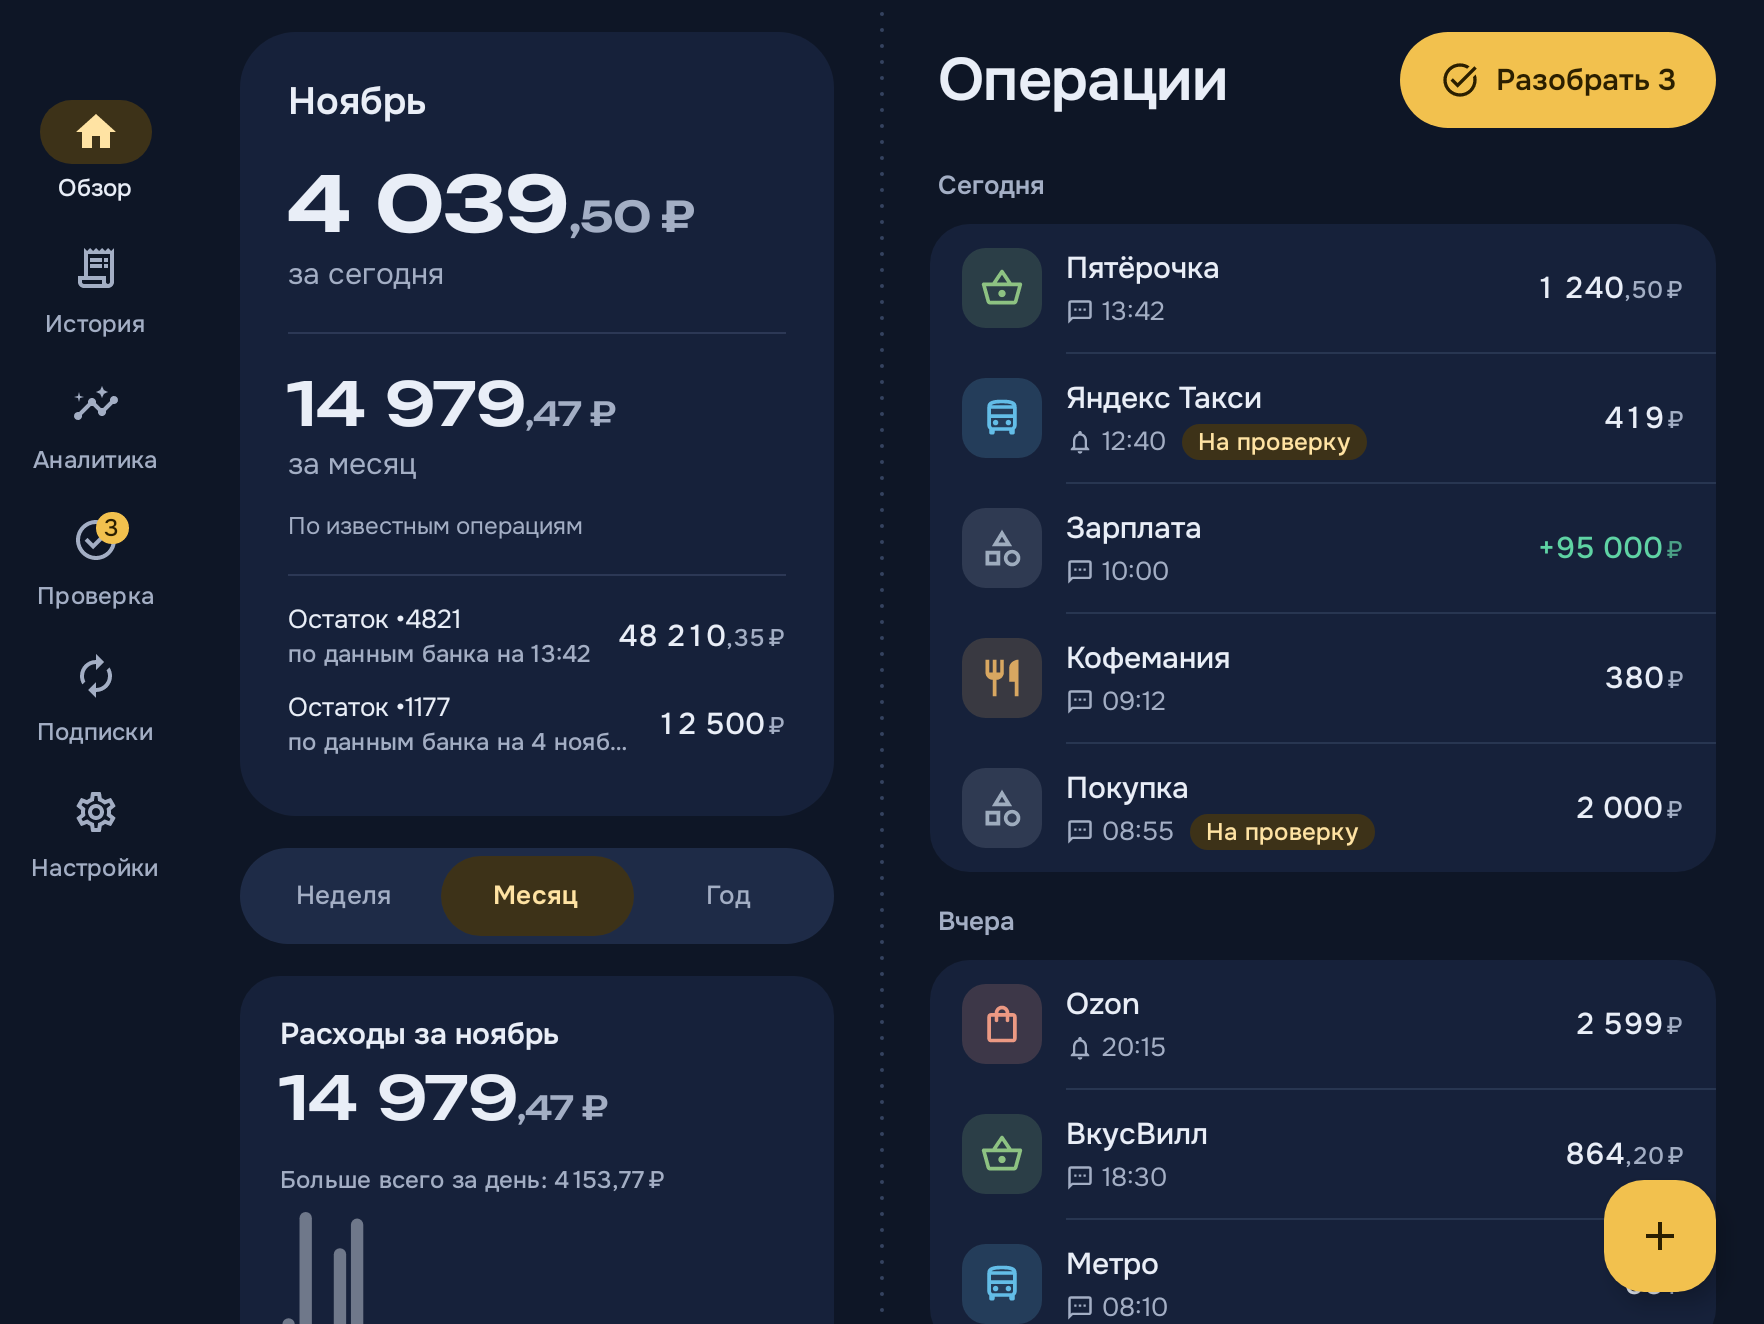 Обзор
История
Аналитика
3
Проверка
Подписки
Настройки
Ноябрь
4 039,50 ₽
за сегодня
14 979,47 ₽
за месяц
По известным операциям
Остаток •4821
по данным банка на 13:42
48 210,35 ₽
Остаток •1177
по данным банка на 4 нояб…
12 500 ₽
Неделя
Месяц
Год
Расходы за ноябрь
14 979,47 ₽
Больше всего за день: 4 153,77 ₽
Операции
Разобрать 3
Сегодня
Пятёрочка
13:42
1 240,50 ₽
Яндекс Такси
12:40
На проверку
419 ₽
Зарплата
10:00
+95 000 ₽
Кофемания
09:12
380 ₽
Покупка
08:55
На проверку
2 000 ₽
Вчера
Ozon
20:15
2 599 ₽
ВкусВилл
18:30
864,20 ₽
Метро
08:10